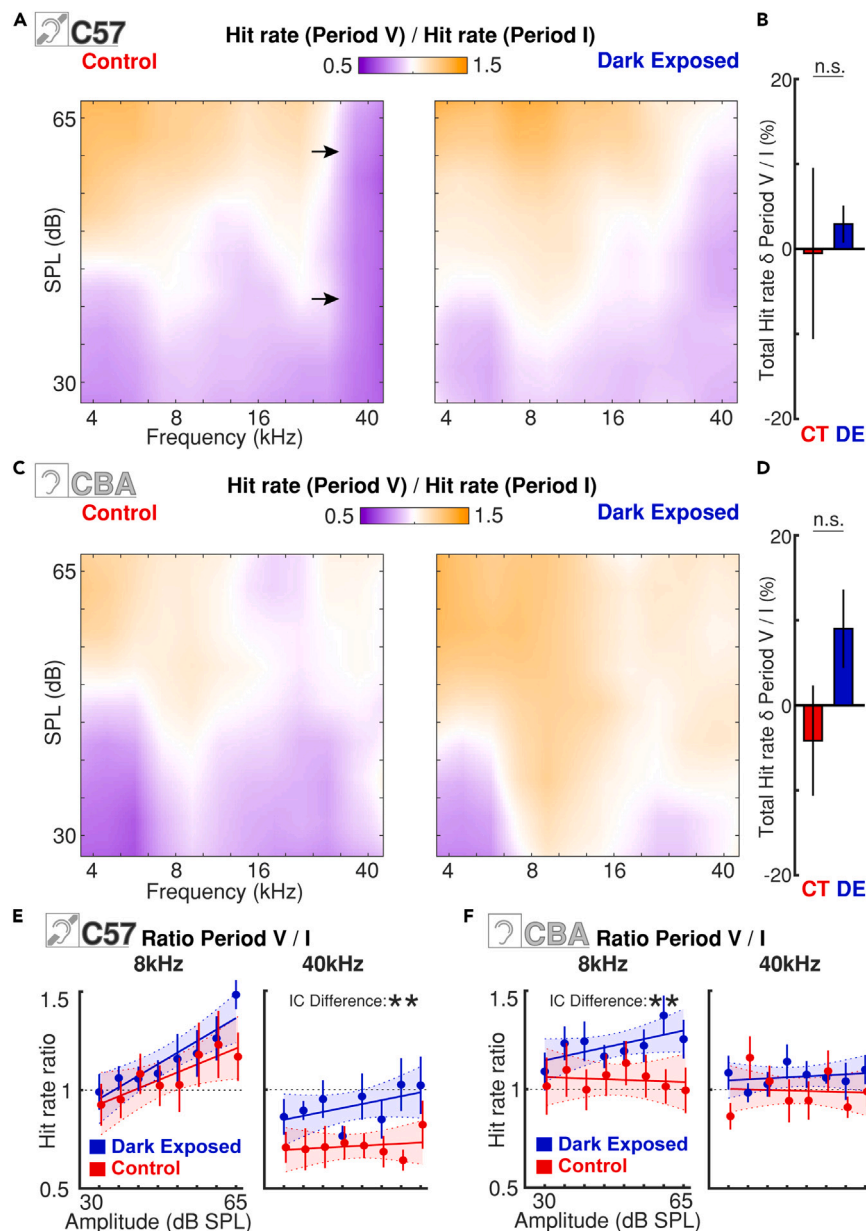 A C57
Hit rate (Period V) / Hit rate (Period I)
Control
0.5 1.5
Dark Exposed
65
SPL (dB)
30
4 8 16 40
Frequency (kHz)
4 8 16 40
B
n.s.
20
0
-20
Total Hit rate δ Period V / I (%)
CT DE
C CBA
Hit rate (Period V) / Hit rate (Period I)
Control
0.5 1.5
Dark Exposed
65
SPL (dB)
30
4 8 16 40
Frequency (kHz)
4 8 16 40
D
n.s.
20
0
-20
Total Hit rate δ Period V / I (%)
CT DE
E C57 Ratio Period V / I
8kHz 40kHz
IC Difference: **
1.5
1
0.5
Hit rate ratio
Dark Exposed
Control
30 65
Amplitude (dB SPL)
F CBA Ratio Period V / I
8kHz 40kHz
IC Difference: **
1.5
1
0.5
Hit rate ratio
Dark Exposed
Control
30 65
Amplitude (dB SPL)